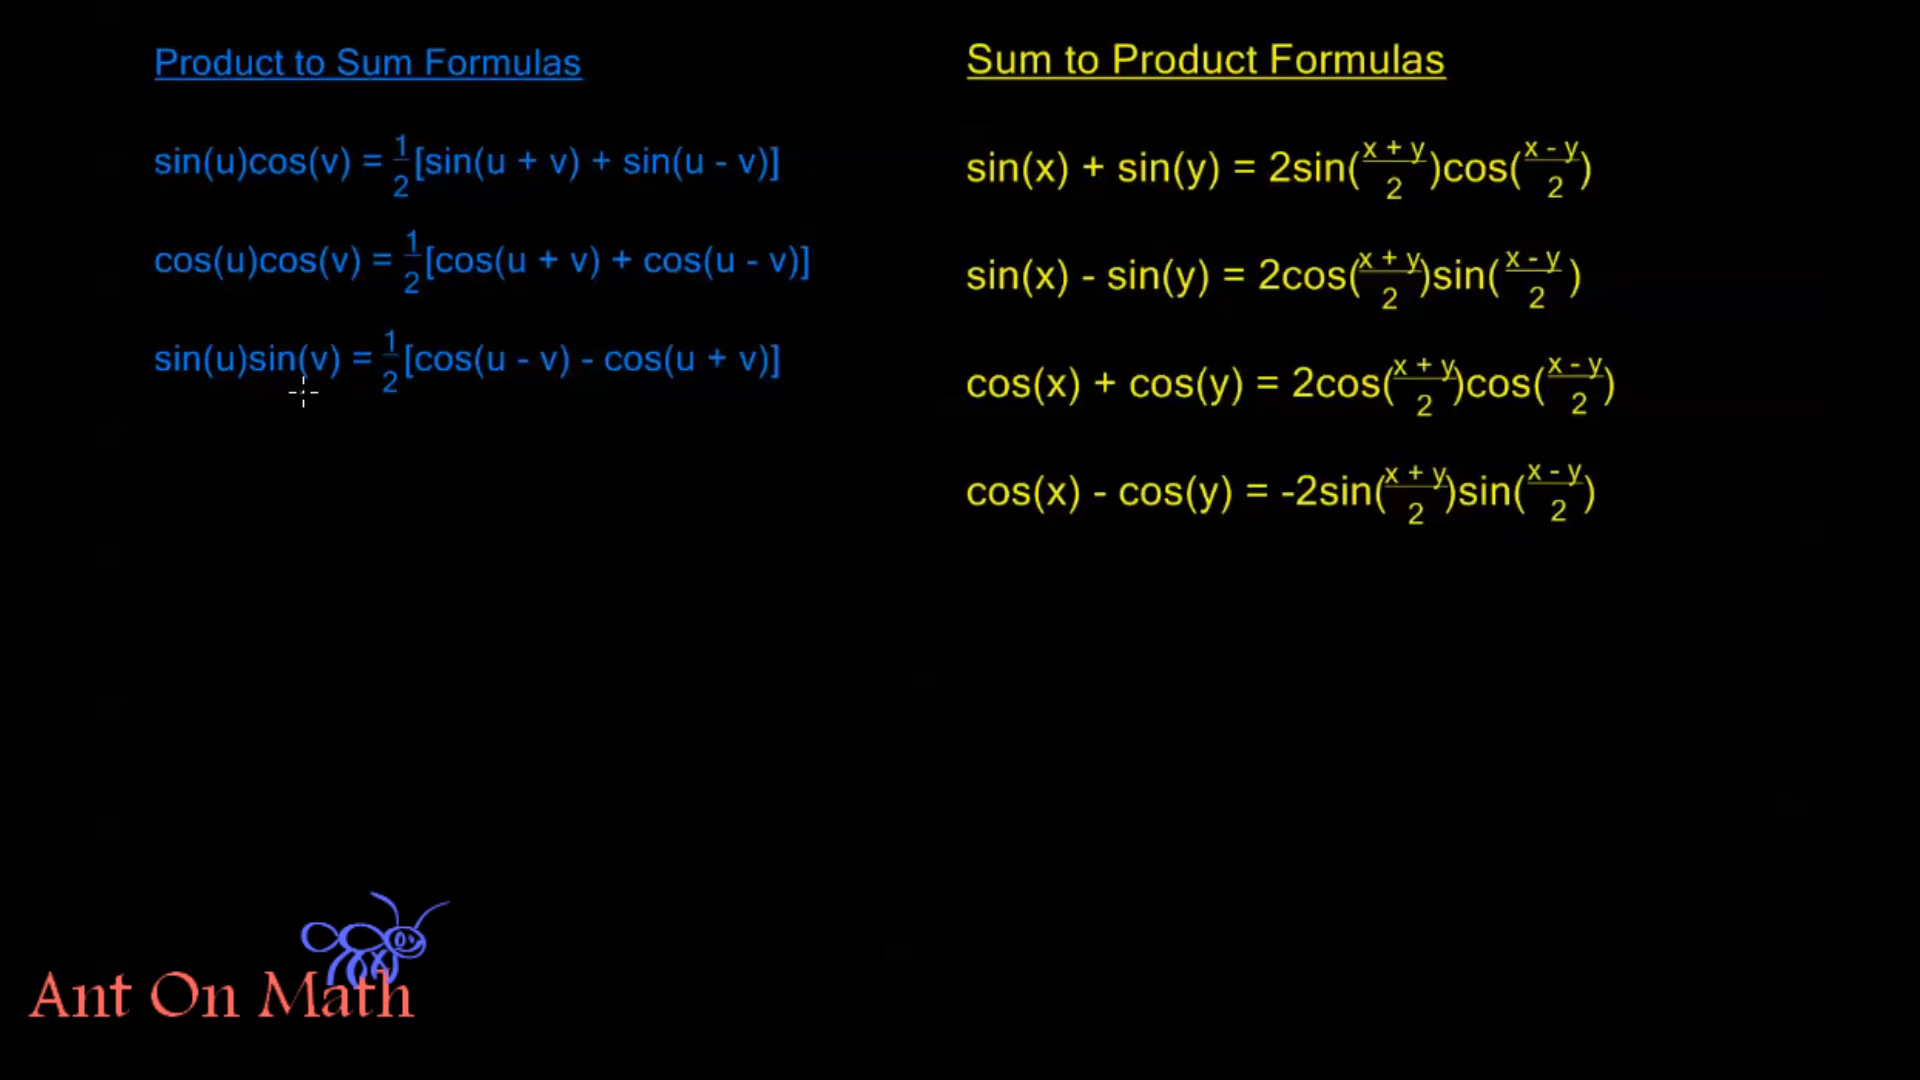 Product to Sum Formulas
sin(u)cos(v) = 1/2[sin(u + v) + sin(u - v)]
cos(u)cos(v) = 1/2[cos(u + v) + cos(u - v)]
sin(u)sin(v) = 1/2[cos(u - v) - cos(u + v)]
Sum to Product Formulas
sin(x) + sin(y) = 2sin((x + y)/2)cos((x - y)/2)
sin(x) - sin(y) = 2cos((x + y)/2)sin((x - y)/2)
cos(x) + cos(y) = 2cos((x + y)/2)cos((x - y)/2)
cos(x) - cos(y) = -2sin((x + y)/2)sin((x - y)/2)
Ant On Math